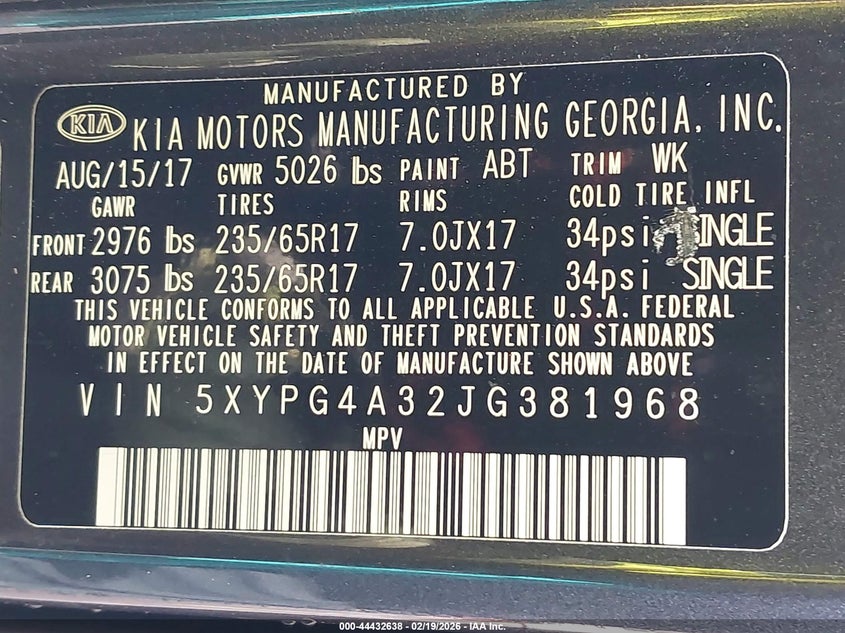 MANUFACTURED BY
KIA KIA MOTORS MANUFACTURING GEORGIA, INC.
AUG/15/17 GVWR 5026 lbs PAINT ABT TRIM WK
GAWR TIRES RIMS COLD TIRE INFL
FRONT 2976 lbs 235/65R17 7.0JX17 34psi SINGLE
REAR 3075 lbs 235/65R17 7.0JX17 34psi SINGLE
THIS VEHICLE CONFORMS TO ALL APPLICABLE U.S.A. FEDERAL
MOTOR VEHICLE SAFETY AND THEFT PREVENTION STANDARDS
IN EFFECT ON THE DATE OF MANUFACTURE SHOWN ABOVE
VIN 5XYPG4A32JG381968
MPV
000-44432638 - 02/19/2026 - IAA Inc.